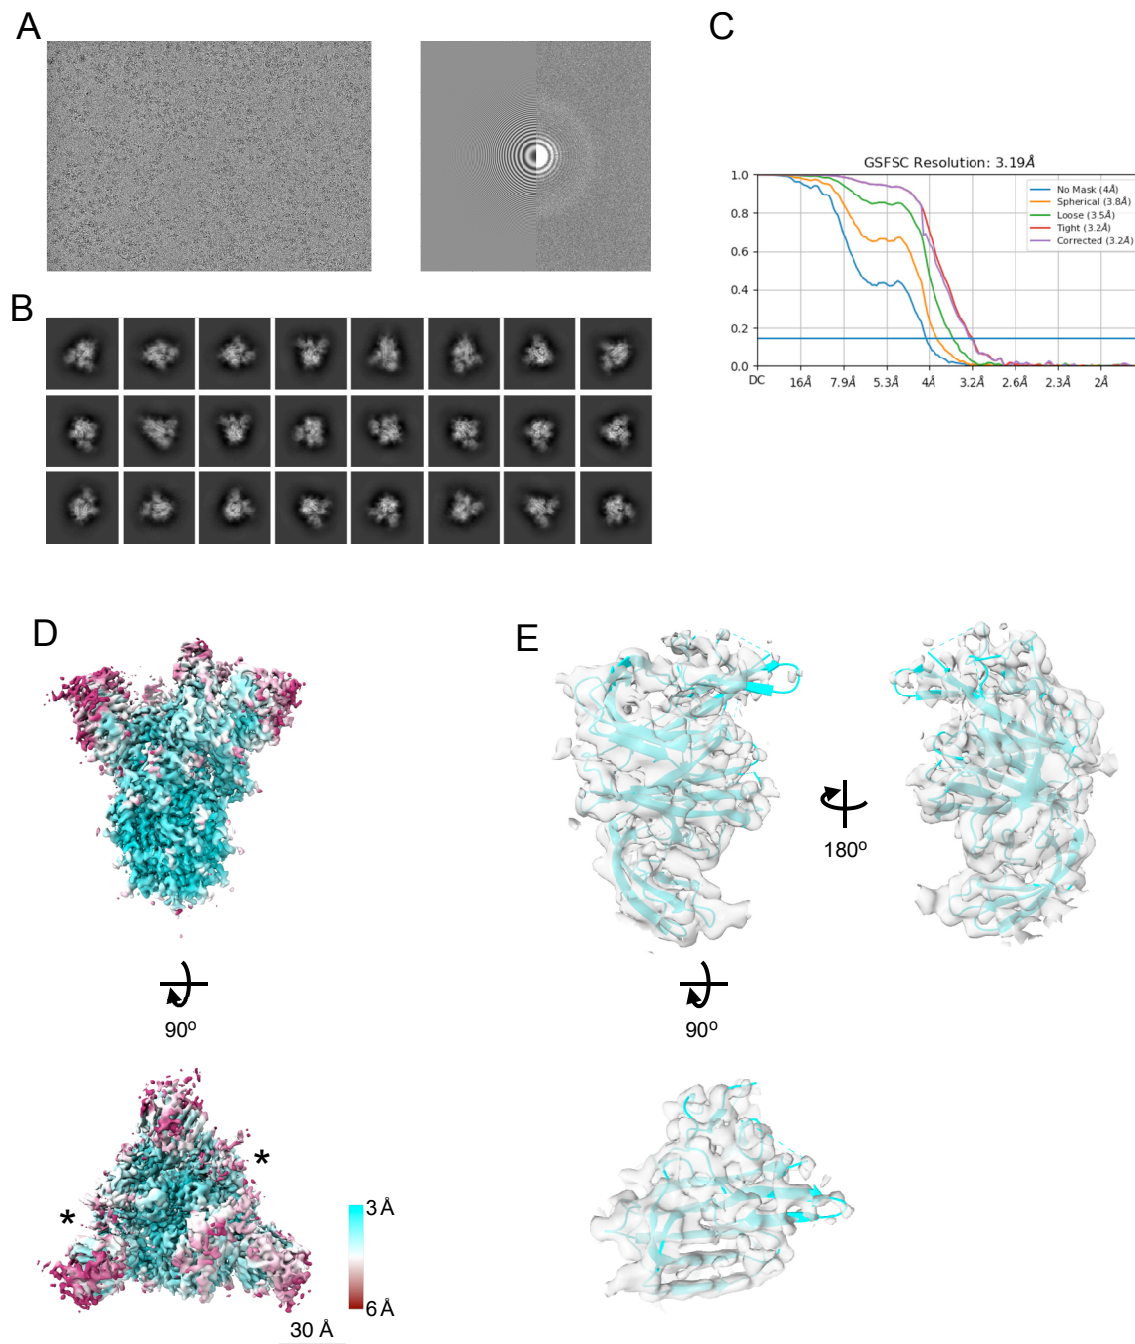 A
C
GSFSC Resolution: 3.19Å
1.0
0.8
0.6
0.4
0.2
0.0
DC
16Å
7.9Å
5.3Å
4Å
3.2Å
2.6Å
2.3Å
2Å
No Mask (4Å)
Spherical (3.8Å)
Loose (3.5Å)
Tight (3.2Å)
Corrected (3.2Å)
B
D
E
180°
90°
90°
*
*
3 Å
6 Å
30 Å